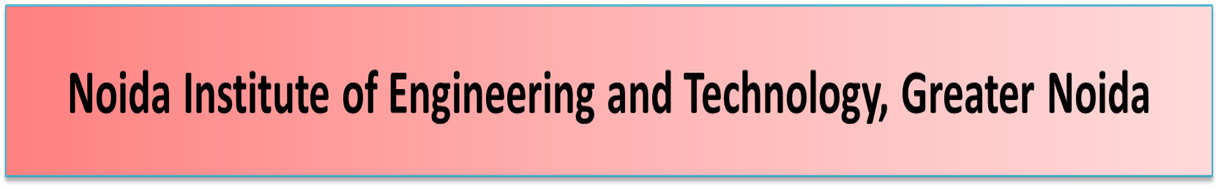 Noida Institute of Engineering and Technology, Greater Noida